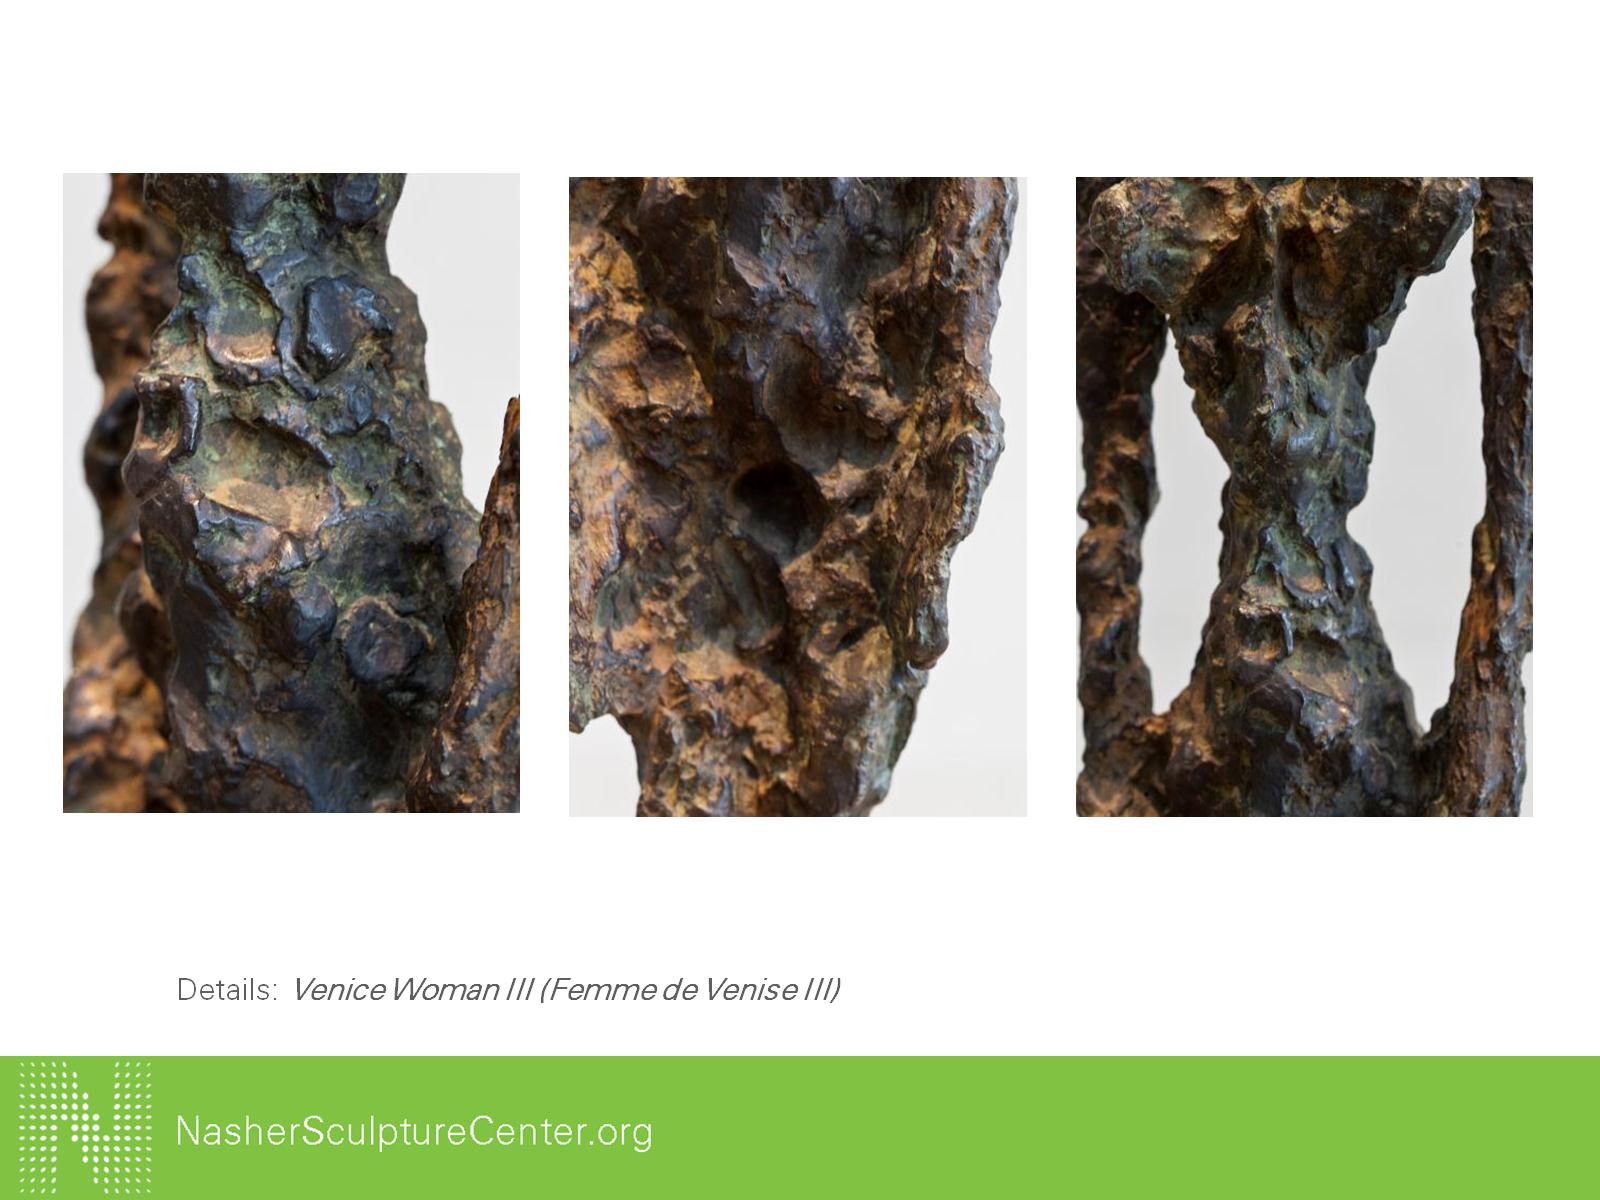 Details: Venice Woman III (Femme de Venise III)
NasherSculptureCenter.org